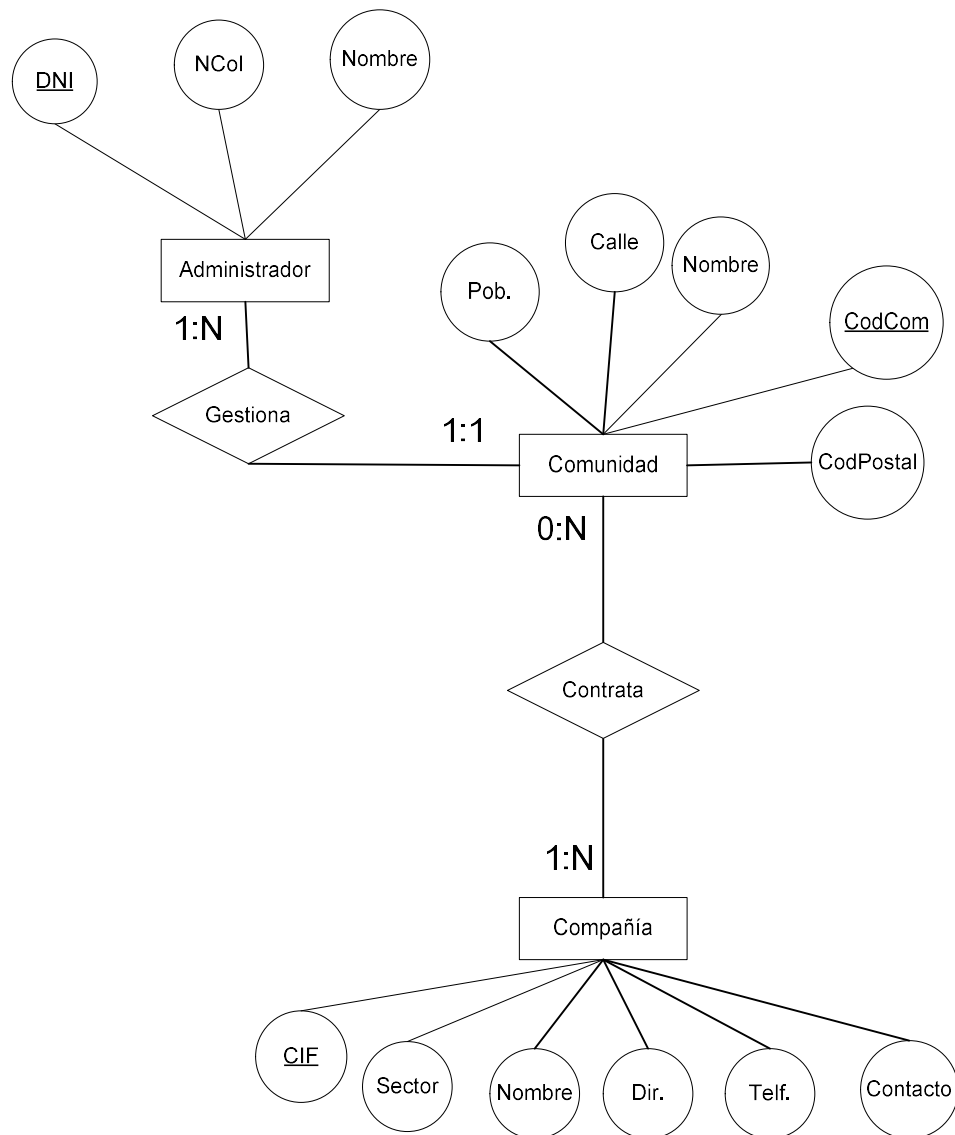 DNI
NCol
Nombre
Administrador
1:N
Gestiona
Pob.
Calle
Nombre
CodCom
1:1
Comunidad
CodPostal
0:N
Contrata
1:N
Compañía
CIF
Sector
Nombre
Dir.
Telf.
Contacto